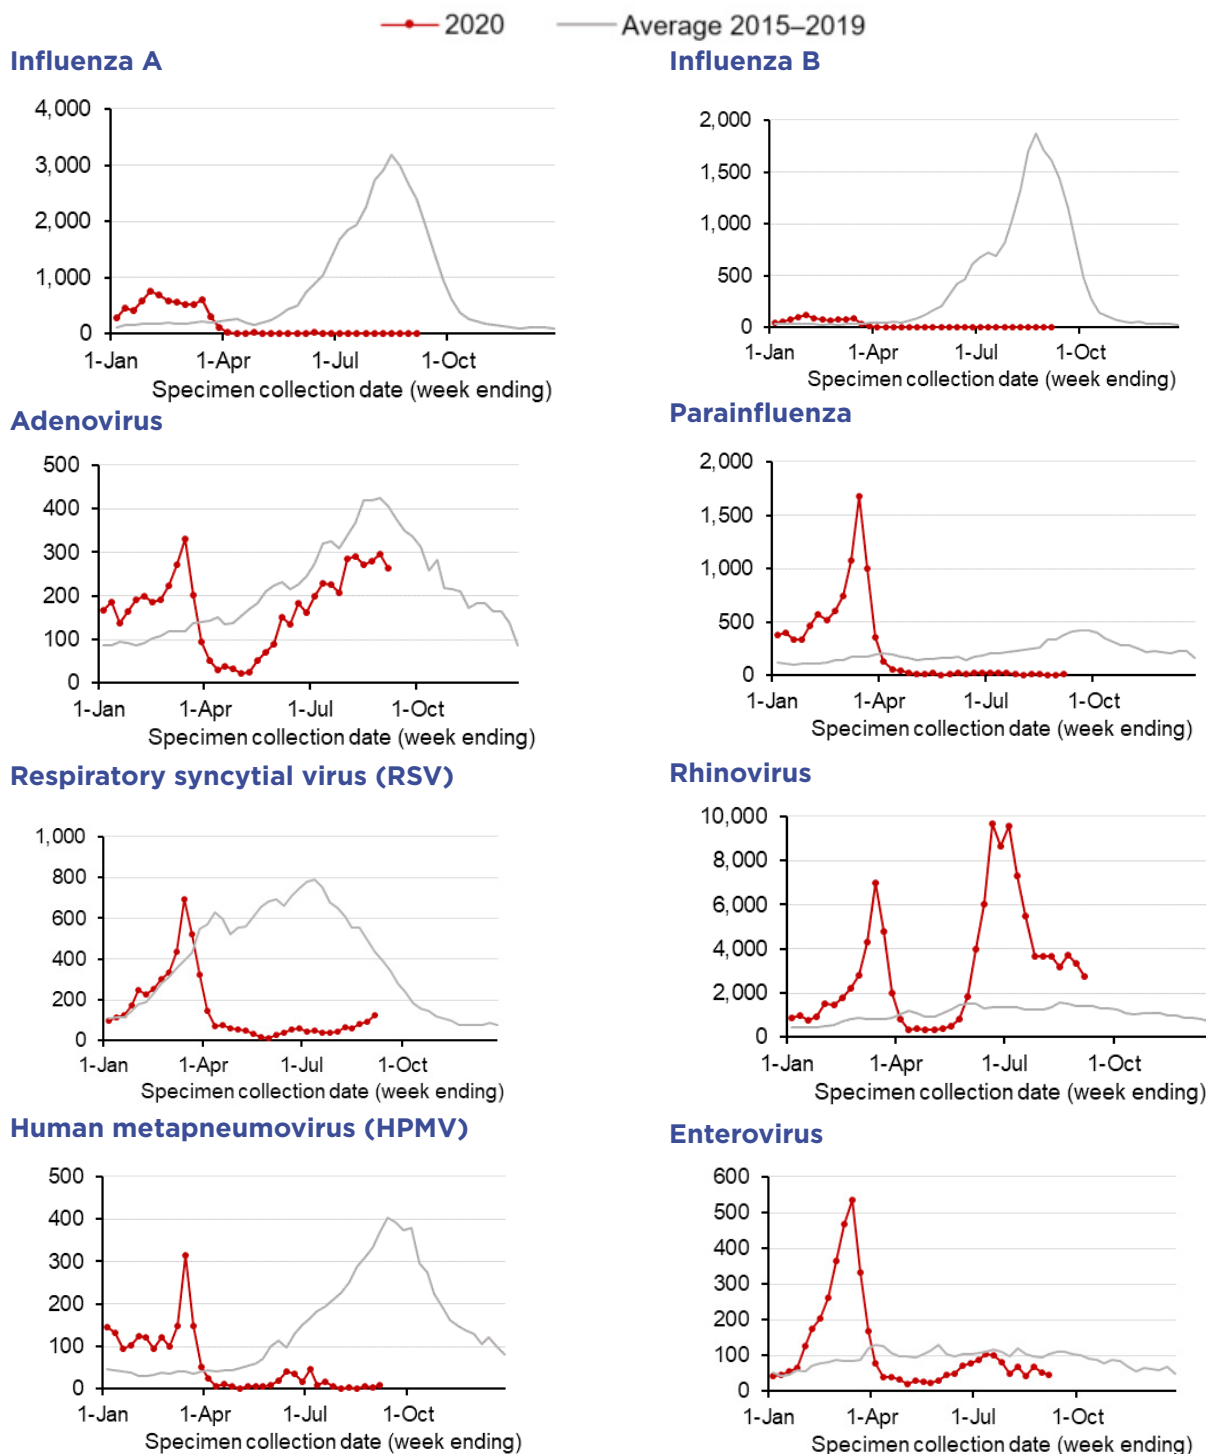 2020 Average 2015–2019
Influenza A
4,000
3,000
2,000
1,000
0
1-Jan 1-Apr 1-Jul 1-Oct
Specimen collection date (week ending)
Influenza B
2,000
1,500
1,000
500
0
1-Jan 1-Apr 1-Jul 1-Oct
Specimen collection date (week ending)
Adenovirus
500
400
300
200
100
0
1-Jan 1-Apr 1-Jul 1-Oct
Specimen collection date (week ending)
Parainfluenza
2,000
1,500
1,000
500
0
1-Jan 1-Apr 1-Jul 1-Oct
Specimen collection date (week ending)
Respiratory syncytial virus (RSV)
1,000
800
600
400
200
0
1-Jan 1-Apr 1-Jul 1-Oct
Specimen collection date (week ending)
Rhinovirus
10,000
8,000
6,000
4,000
2,000
0
1-Jan 1-Apr 1-Jul 1-Oct
Specimen collection date (week ending)
Human metapneumovirus (HPMV)
500
400
300
200
100
0
1-Jan 1-Apr 1-Jul 1-Oct
Specimen collection date (week ending)
Enterovirus
600
500
400
300
200
100
0
1-Jan 1-Apr 1-Jul 1-Oct
Specimen collection date (week ending)